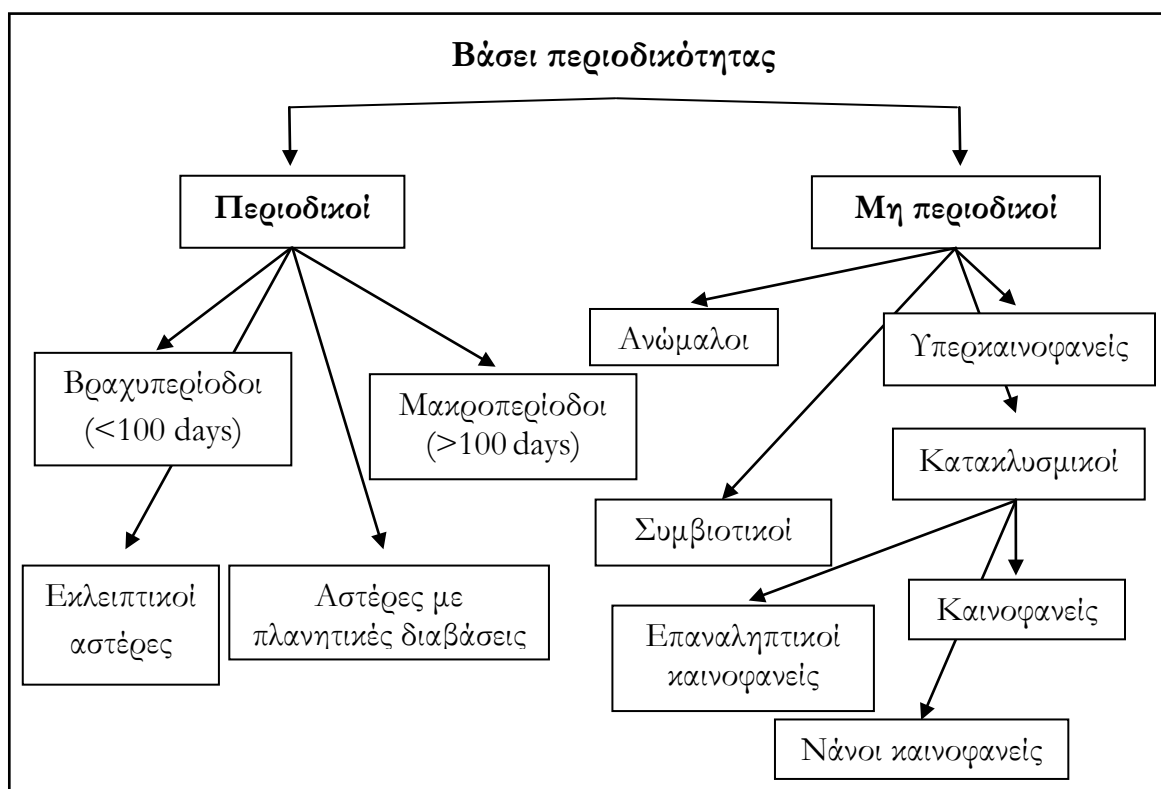 Βάσει περιοδικότητας
Περιοδικοί
Μη περιοδικοί
Ανώμαλοι
Υπερκαινοφανείς
Βραχυπερίοδοι
(<100 days)
Μακροπερίοδοι
(>100 days)
Κατακλυσμικοί
Συμβιοτικοί
Εκλειπτικοί
αστέρες
Αστέρες με
πλανητικές διαβάσεις
Καινοφανείς
Επαναληπτικοί
καινοφανείς
Νάνοι καινοφανείς